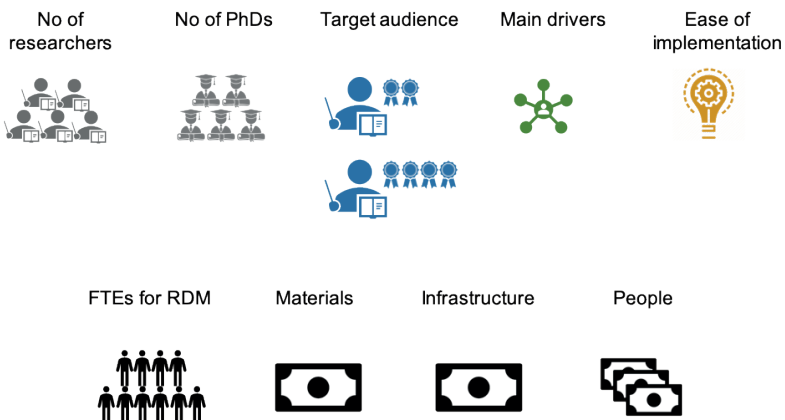 No of
researchers
No of PhDs
Target audience
Main drivers
Ease of
implementation
FTEs for RDM
Materials
Infrastructure
People